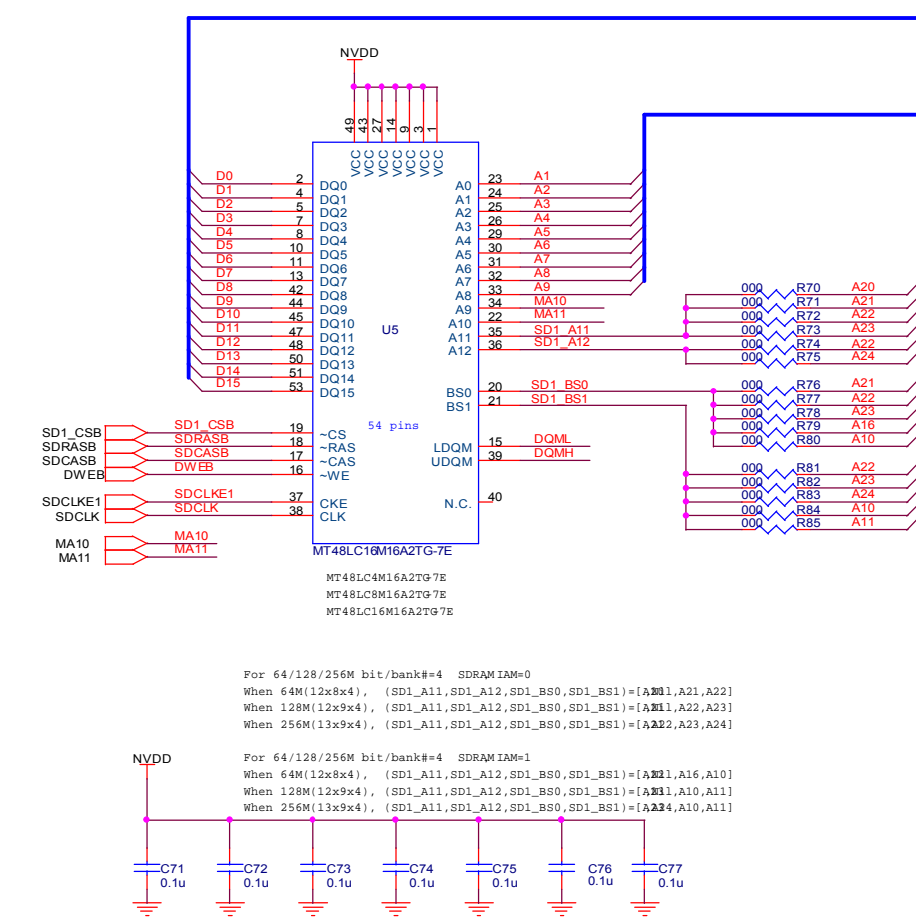 NVDD
49 43 27 14 9 3 1
VCC VCC VCC VCC VCC VCC VCC
D0 2 DQ0 A0 23 A1
D1 4 DQ1 A1 24 A2
D2 5 DQ2 A2 25 A3
D3 7 DQ3 A3 26 A4
D4 8 DQ4 A4 29 A5
D5 10 DQ5 A5 30 A6
D6 11 DQ6 A6 31 A7
D7 13 DQ7 A7 32 A8
D8 42 DQ8 A8 33 A9
D9 44 DQ9 A9 34 MA10
D10 45 DQ10 A10 22 MA11
D11 47 DQ11 A11 35 SD1_A11
D12 48 DQ12 A12 36 SD1_A12
D13 50 DQ13
D14 51 DQ14
D15 53 DQ15
U5
000 R70 A20
000 R71 A21
000 R72 A22
000 R73 A23
000 R74 A22
000 R75 A24
BS0 20 SD1_BS0
BS1 21 SD1_BS1
000 R76 A21
000 R77 A22
000 R78 A23
000 R79 A16
000 R80 A10
54 pins
SD1_CSB SD1_CSB 19 ~CS
SDRASB SDRASB 18 ~RAS
SDCASB SDCASB 17 ~CAS
DWEB DWEB 16 ~WE
LDQM 15 DQML
UDQM 39 DQMH
000 R81 A22
000 R82 A23
000 R83 A24
000 R84 A10
000 R85 A11
SDCLKE1 SDCLKE1 37 CKE
SDCLK SDCLK 38 CLK
N.C. 40
MA10 MA10
MA11 MA11
MT48LC16M16A2TG-7E
MT48LC4M16A2TG-7E
MT48LC8M16A2TG-7E
MT48LC16M16A2TG-7E
For 64/128/256M bit/bank#=4 SDRAM IAM=0
When 64M(12x8x4), (SD1_A11,SD1_A12,SD1_BS0,SD1_BS1)=[ ,A21,A22]
When 128M(12x9x4), (SD1_A11,SD1_A12,SD1_BS0,SD1_BS1)=[ ,A22,A23]
When 256M(13x9x4), (SD1_A11,SD1_A12,SD1_BS0,SD1_BS1)=[ ,A23,A24]
For 64/128/256M bit/bank#=4 SDRAM IAM=1
When 64M(12x8x4), (SD1_A11,SD1_A12,SD1_BS0,SD1_BS1)=[ ,A16,A10]
When 128M(12x9x4), (SD1_A11,SD1_A12,SD1_BS0,SD1_BS1)=[ ,A10,A11]
When 256M(13x9x4), (SD1_A11,SD1_A12,SD1_BS0,SD1_BS1)=[ ,A10,A11]
NVDD
C71 C72 C73 C74 C75 C76 C77
0.1u 0.1u 0.1u 0.1u 0.1u 0.1u 0.1u